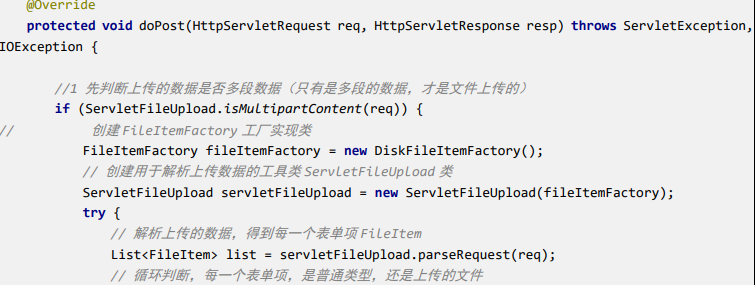 @Override
protected void doPost(HttpServletRequest req, HttpServletResponse resp) throws ServletException,
IOException {
//1 先判断上传的数据是否多段数据（只有是多段的数据，才是文件上传的）
if (ServletFileUpload.isMultipartContent(req)) {
// 创建 FileItemFactory 工厂实现类
FileItemFactory fileItemFactory = new DiskFileItemFactory();
// 创建用于解析上传数据的工具类 ServletFileUpload 类
ServletFileUpload servletFileUpload = new ServletFileUpload(fileItemFactory);
try {
// 解析上传的数据，得到每一个表单项 FileItem
List<FileItem> list = servletFileUpload.parseRequest(req);
// 循环判断，每一个表单项，是普通类型，还是上传的文件